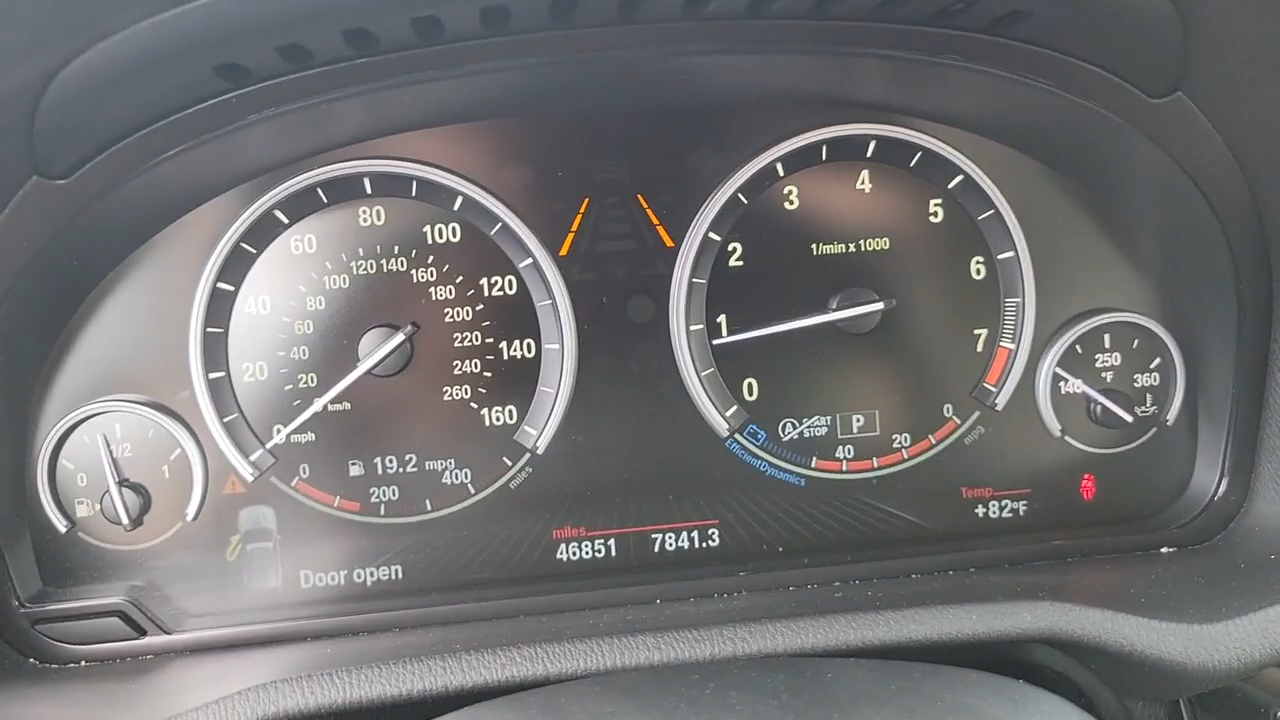 80
60
100
40
120
20
140
0 mph
160
120 140
100
160
80
180
60
200
40
220
20
240
km/h
260
19.2 mpg
0
200
400
miles
0
1/2
1
4
3
5
1/min x 1000
2
6
1
7
0
START
STOP
P
EfficientDynamics
40
20
0
mpg
250
°F
140
360
Temp
+82°F
miles
46851
7841.3
Door open